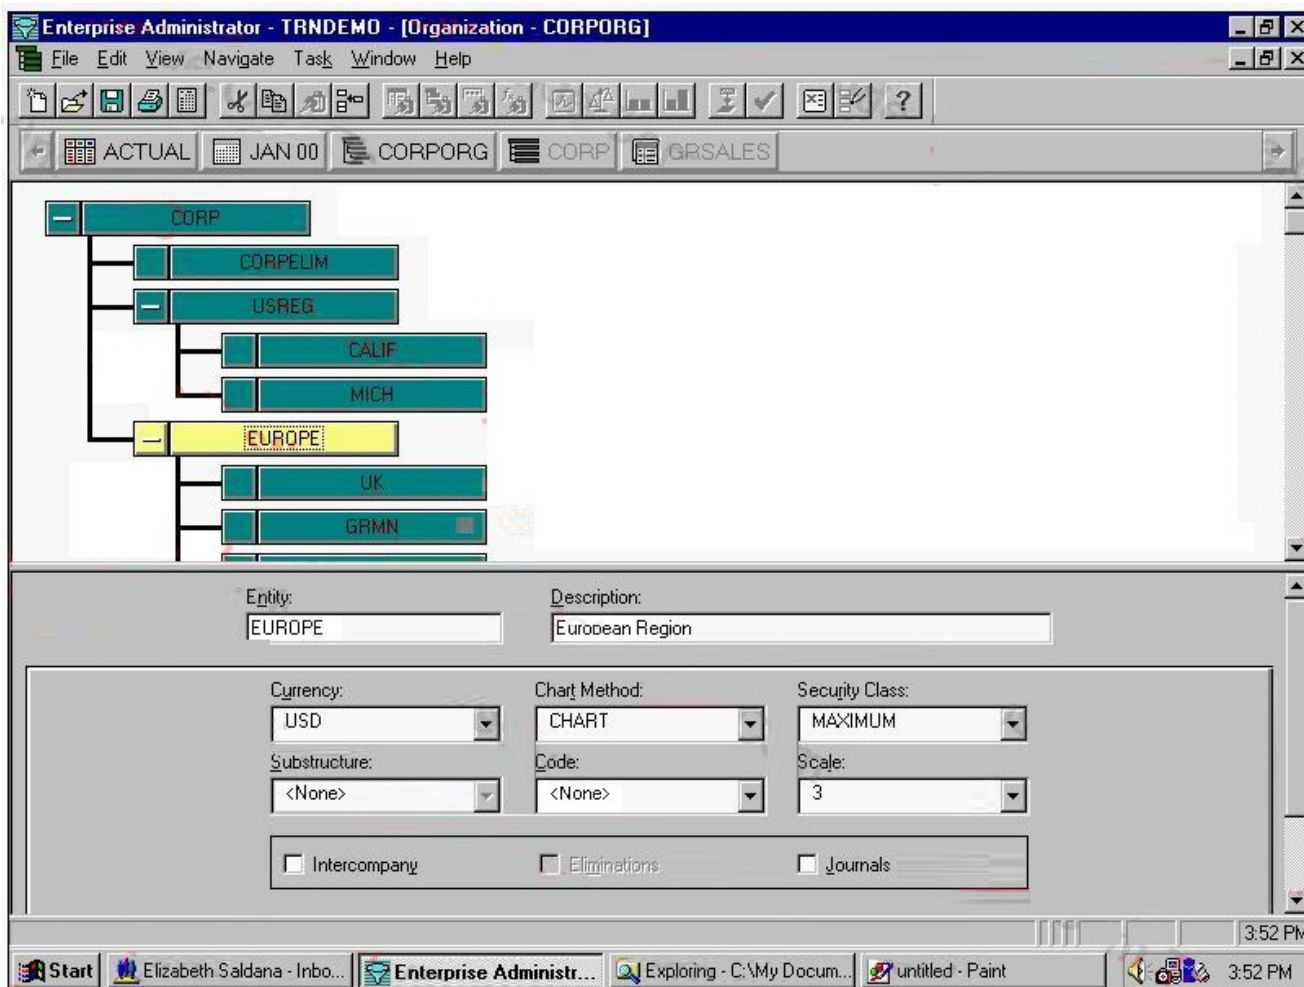 Enterprise Administrator - TRNDEMO - [Organization - CORPORG]
File Edit View Navigate Task Window Help
ACTUAL JAN 00 CORPORG CORP GRSALES
CORP
CORPELIM
USREG
CALIF
MICH
EUROPE
UK
GRMN
Entity: Description:
EUROPE European Region
Currency: Chart Method: Security Class:
USD CHART MAXIMUM
Substructure: Code: Scale:
<None> <None> 3
Intercompany Eliminations Journals
3:52 PM
Start Elizabeth Saldana - Inbo... Enterprise Administr... Exploring - C:\My Docum... untitled - Paint 3:52 PM